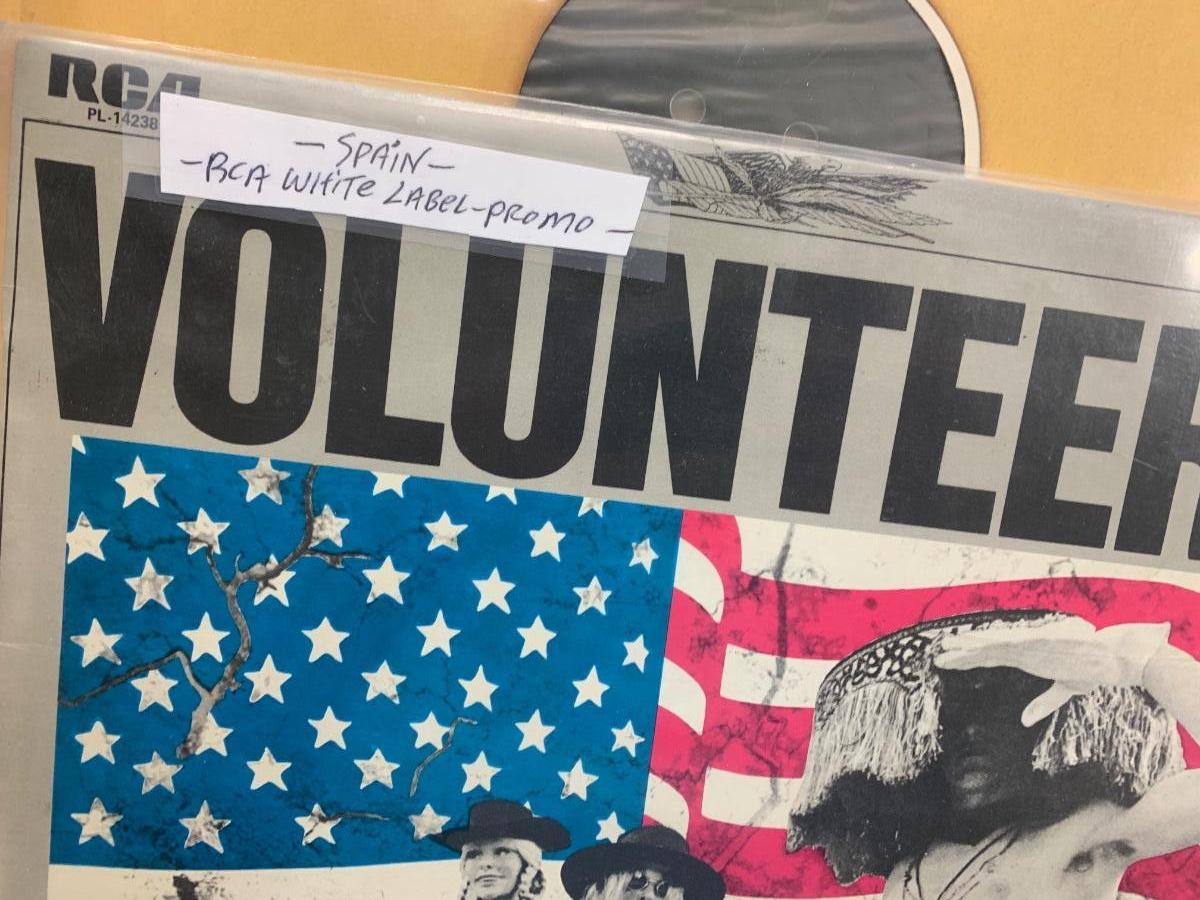 RCA
PL-14238
- SPAIN -
- RCA WHITE LABEL - PROMO -
VOLUNTEER